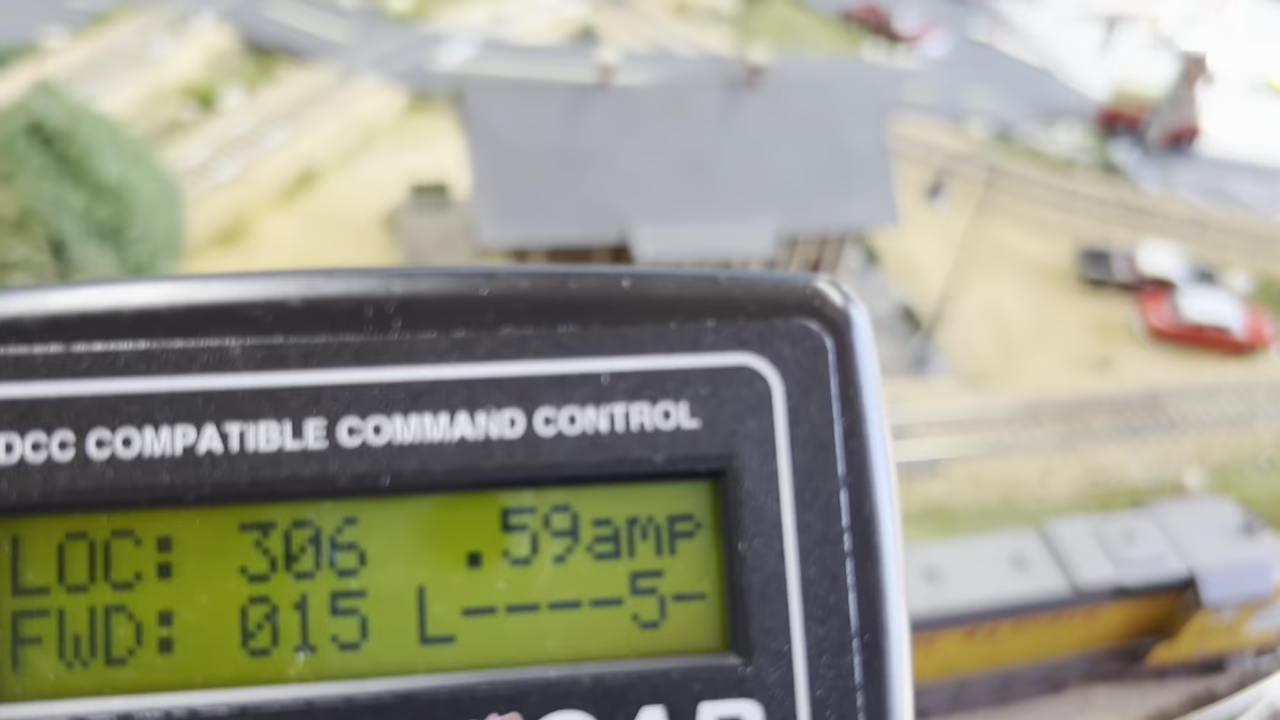 DCC COMPATIBLE COMMAND CONTROL
LOC: 306 .59amp
FWD: 015 L----5-